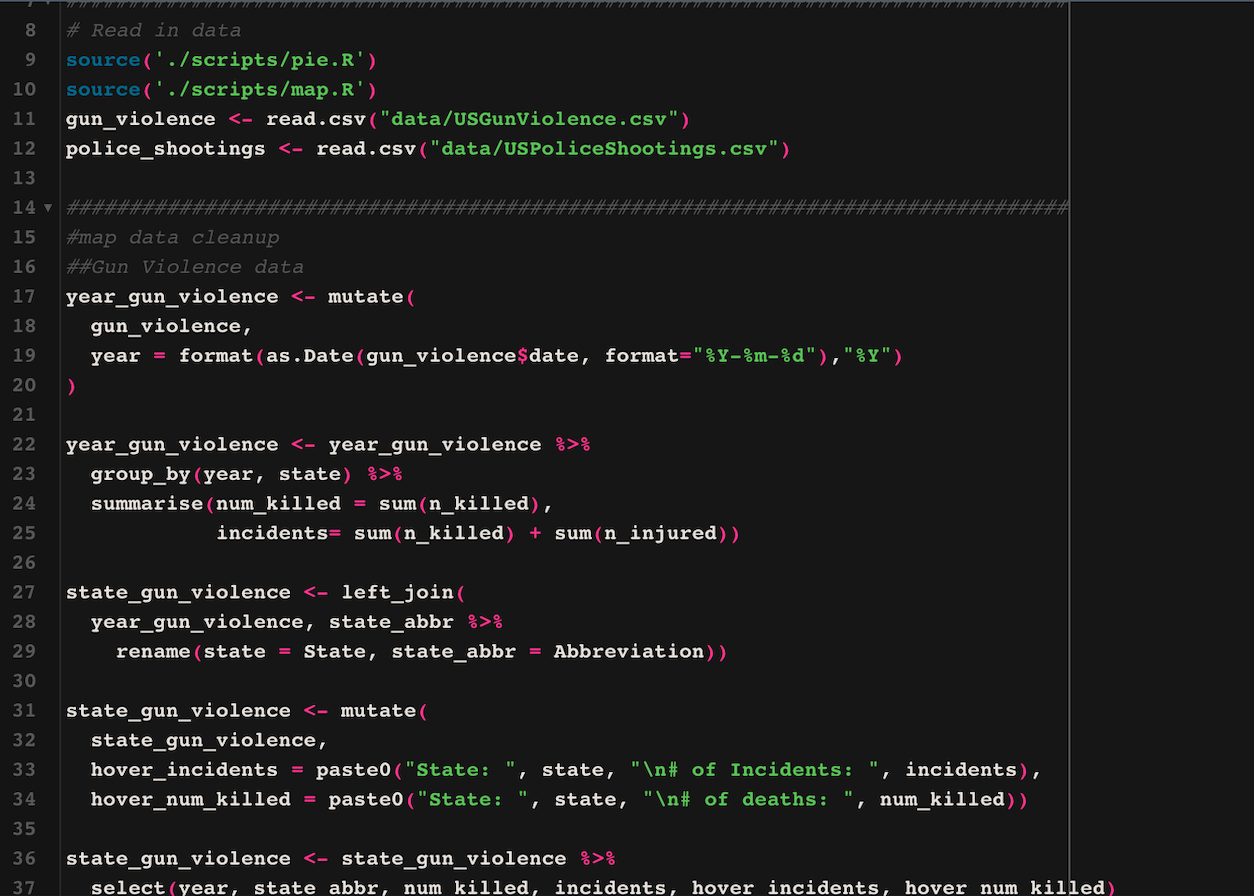 8 # Read in data
9 source('./scripts/pie.R')
10 source('./scripts/map.R')
11 gun_violence <- read.csv("data/USGunViolence.csv")
12 police_shootings <- read.csv("data/USPoliceShootings.csv")
13
14 ################################################################################
15 #map data cleanup
16 ##Gun Violence data
17 year_gun_violence <- mutate(
18   gun_violence,
19   year = format(as.Date(gun_violence$date, format="%Y-%m-%d"),"%Y")
20 )
21
22 year_gun_violence <- year_gun_violence %>%
23   group_by(year, state) %>%
24   summarise(num_killed = sum(n_killed),
25             incidents= sum(n_killed) + sum(n_injured))
26
27 state_gun_violence <- left_join(
28   year_gun_violence, state_abbr %>%
29     rename(state = State, state_abbr = Abbreviation))
30
31 state_gun_violence <- mutate(
32   state_gun_violence,
33   hover_incidents = paste0("State: ", state, "\n# of Incidents: ", incidents),
34   hover_num_killed = paste0("State: ", state, "\n# of deaths: ", num_killed))
35
36 state_gun_violence <- state_gun_violence %>%
37   select(year, state_abbr, num_killed, incidents, hover_incidents, hover_num_killed)